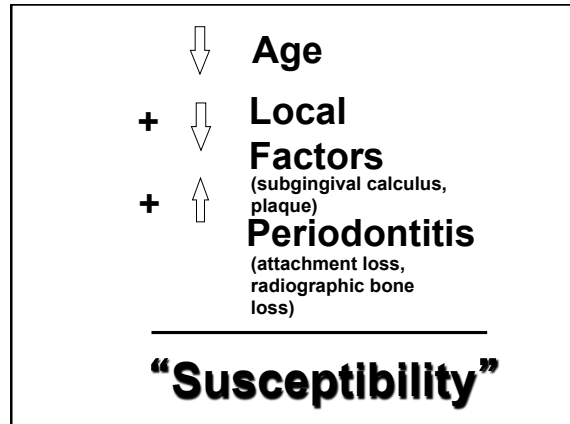 Age
+ Local
Factors
(subgingival calculus,
plaque)
+ Periodontitis
(attachment loss,
radiographic bone
loss)
“Susceptibility”